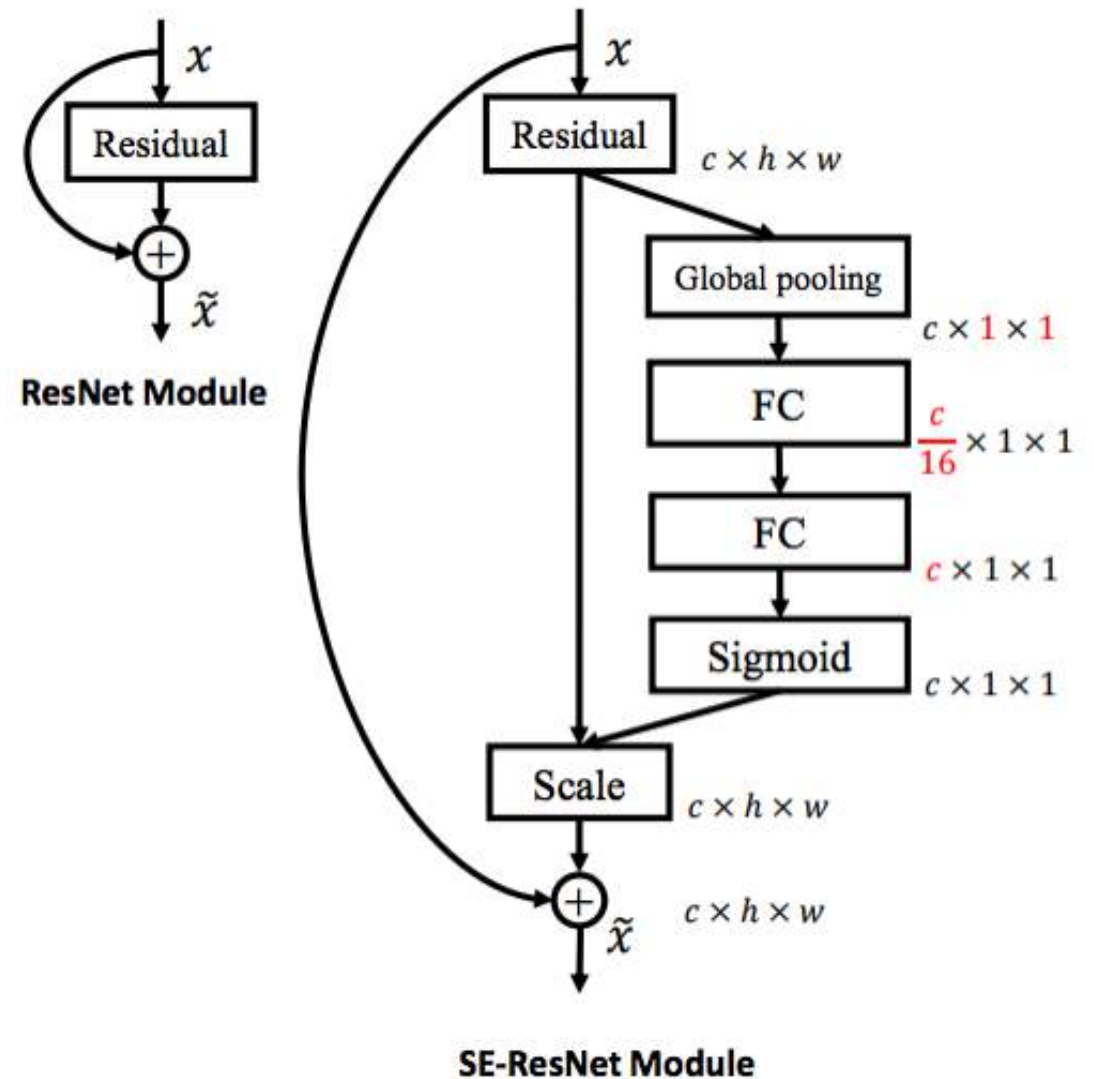 x
Residual
+
x̃
ResNet Module
x
Residual
c × h × w
Global pooling
c × 1 × 1
FC
c/16 × 1 × 1
FC
c × 1 × 1
Sigmoid
c × 1 × 1
Scale
c × h × w
+
c × h × w
x̃
SE-ResNet Module